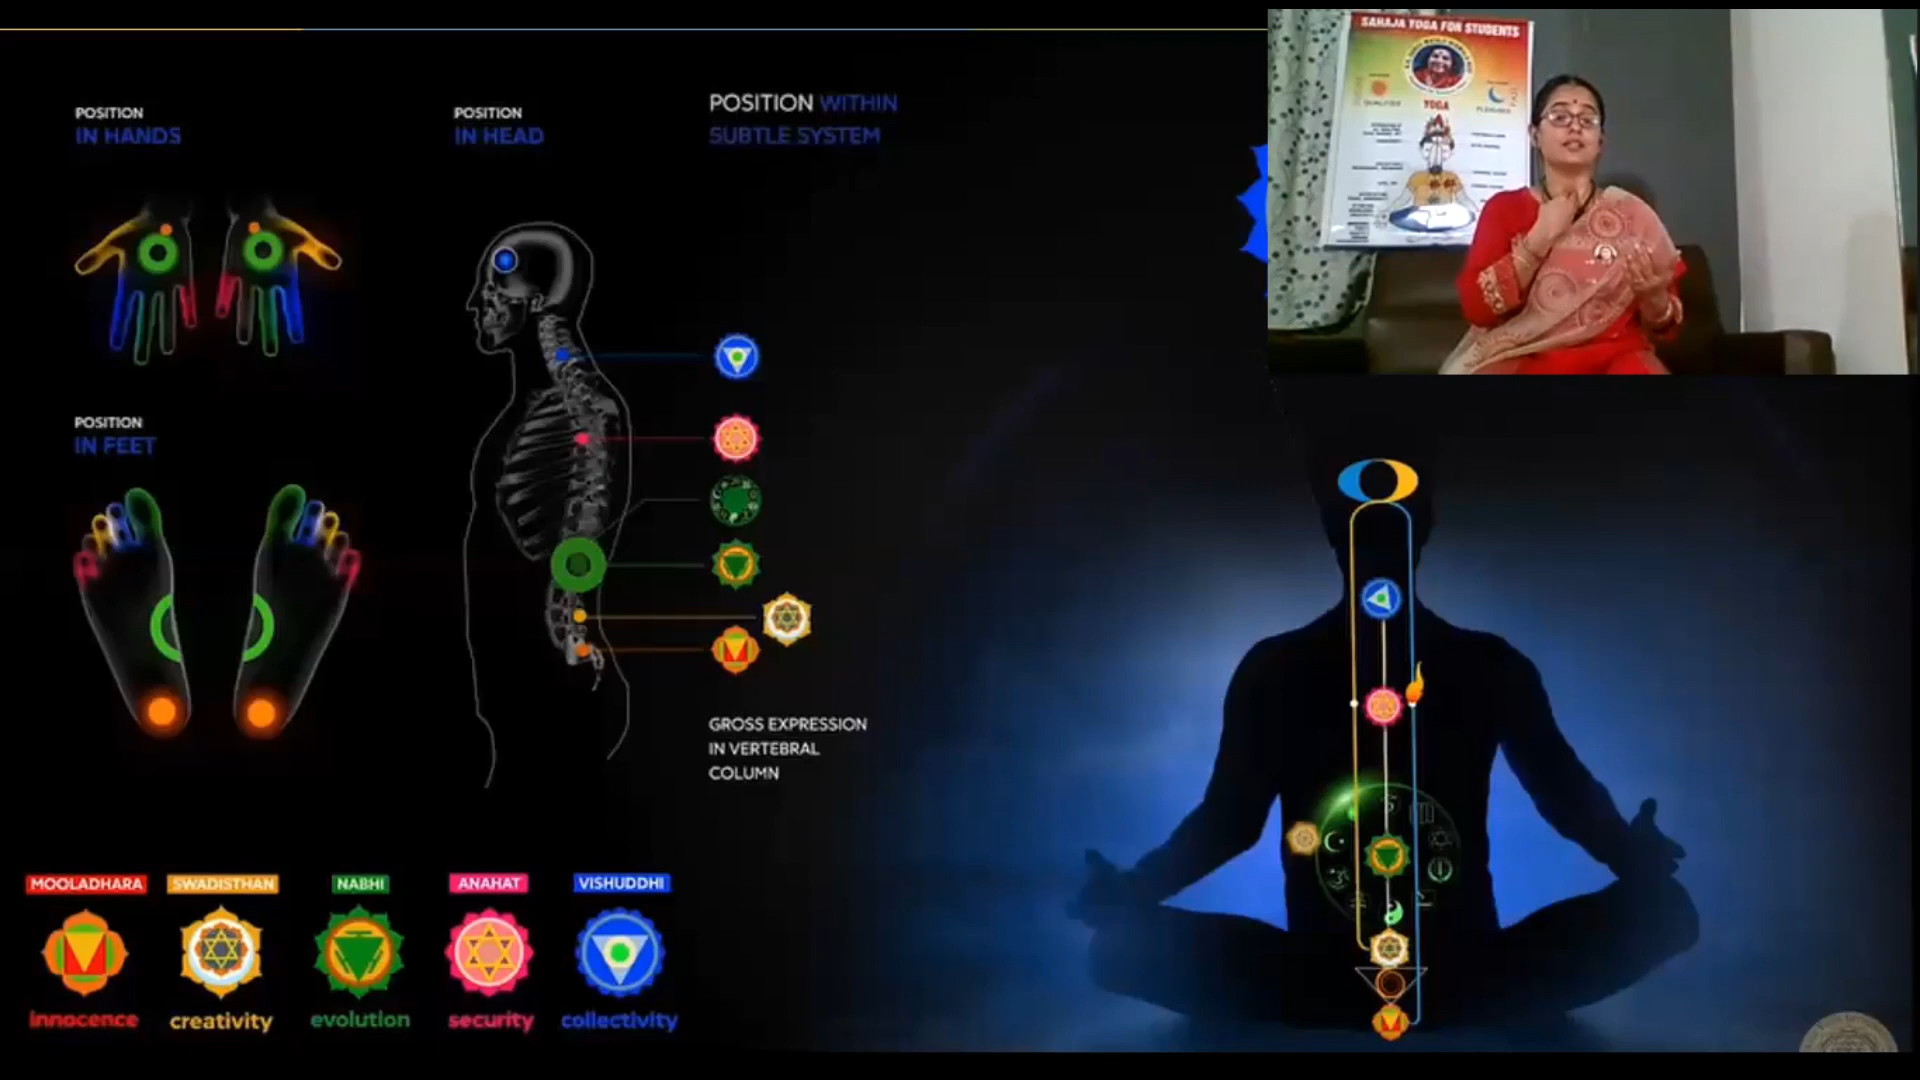 POSITION
IN HANDS
POSITION
IN HEAD
POSITION WITHIN
SUBTLE SYSTEM
POSITION
IN FEET
GROSS EXPRESSION
IN VERTEBRAL
COLUMN
MOOLADHARA
SWADISTHAN
NABHI
ANAHAT
VISHUDDHI
innocence
creativity
evolution
security
collectivity
SAHAJA YOGA FOR STUDENTS
YOGA